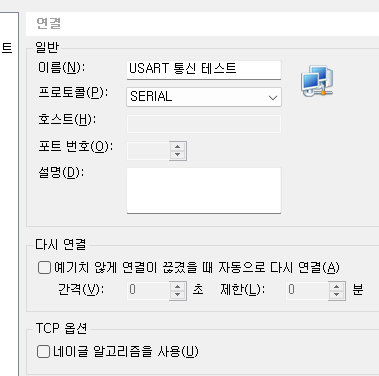 연결
트
일반
이름(N): USART 통신 테스트
프로토콜(P): SERIAL
호스트(H):
포트 번호(O):
설명(D):
다시 연결
예기치 않게 연결이 끊겼을 때 자동으로 다시 연결(A)
간격(V): 0 초 제한(L): 0 분
TCP 옵션
네이글 알고리즘을 사용(U)